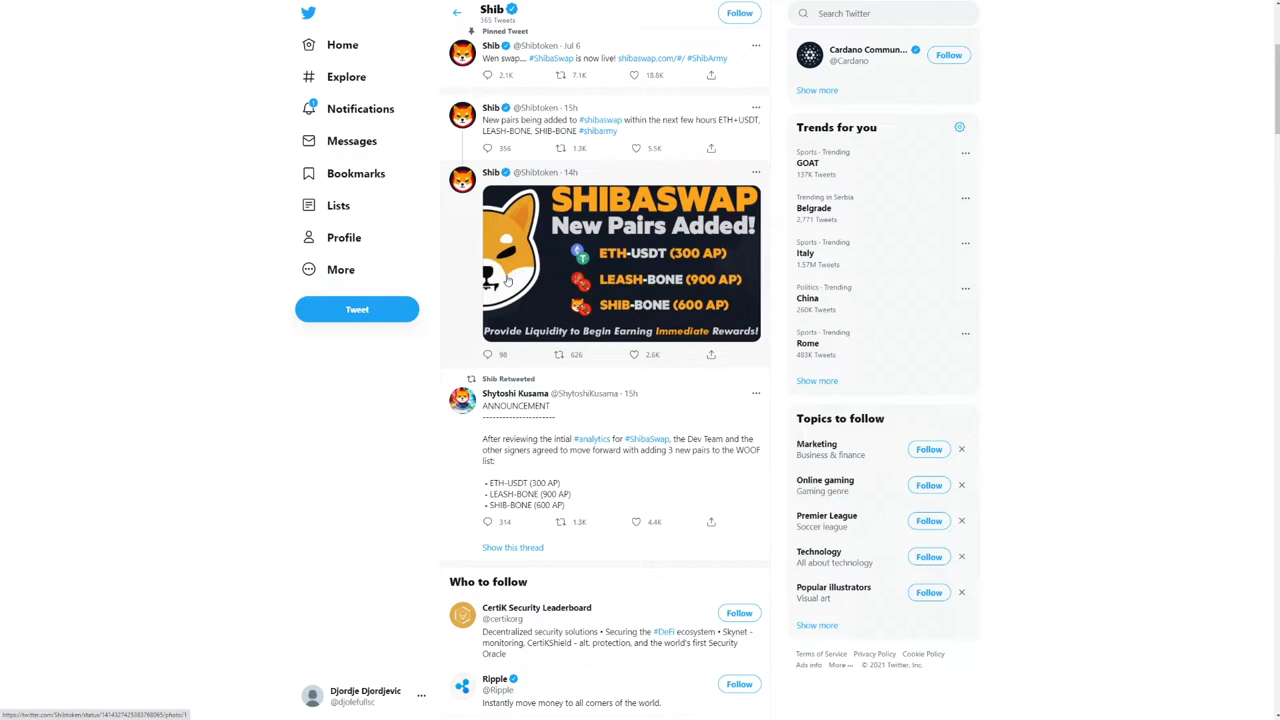 Home
Explore
1
Notifications
Messages
Bookmarks
Lists
Profile
More
Tweet
Djordje Djordjevic
@djolefullsc
Shib
365 Tweets
Follow
Pinned Tweet
Shib @Shibtoken · Jul 6
Wen swap.... #ShibaSwap is now live! shibaswap.com/#/ #ShibArmy
2.1K 7.1K 18.8K
Shib @Shibtoken · 15h
New pairs being added to #shibaswap within the next few hours ETH+USDT,
LEASH-BONE, SHIB-BONE #shibarmy
356 1.3K 5.5K
Shib @Shibtoken · 14h
SHIBASWAP
New Pairs Added!
ETH-USDT (300 AP)
LEASH-BONE (900 AP)
SHIB-BONE (600 AP)
Provide Liquidity to Begin Earning Immediate Rewards!
98 626 2.6K
Shib Retweeted
Shytoshi Kusama @ShytoshiKusama · 15h
ANNOUNCEMENT
----------------------
After reviewing the intial #analytics for #ShibaSwap, the Dev Team and the
other signers agreed to move forward with adding 3 new pairs to the WOOF
list:
- ETH-USDT (300 AP)
- LEASH-BONE (900 AP)
- SHIB-BONE (600 AP)
314 1.3K 4.4K
Show this thread
Who to follow
CertiK Security Leaderboard
@certikorg
Follow
Decentralized security solutions • Securing the #DeFi ecosystem • Skynet -
monitoring, CertiKShield - alt. protection, and the world's first Security
Oracle
Ripple
@Ripple
Follow
Instantly move money to all corners of the world.
Search Twitter
Cardano Commun...
@Cardano
Follow
Show more
Trends for you
Sports · Trending
GOAT
137K Tweets
Trending in Serbia
Belgrade
2,771 Tweets
Sports · Trending
Italy
1.57M Tweets
Politics · Trending
China
260K Tweets
Sports · Trending
Rome
483K Tweets
Show more
Topics to follow
Marketing
Business & finance
Follow
Online gaming
Gaming genre
Follow
Premier League
Soccer league
Follow
Technology
All about technology
Follow
Popular illustrators
Visual art
Follow
Show more
Terms of Service Privacy Policy Cookie Policy
Ads info More ··· © 2021 Twitter, Inc.
https://twitter.com/Shibtoken/status/1414327425383768065/photo/1